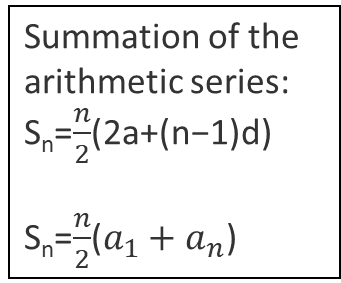 Summation of the
arithmetic series:
Sₙ=n/2(2a+(n−1)d)
Sₙ=n/2(a₁ + aₙ)